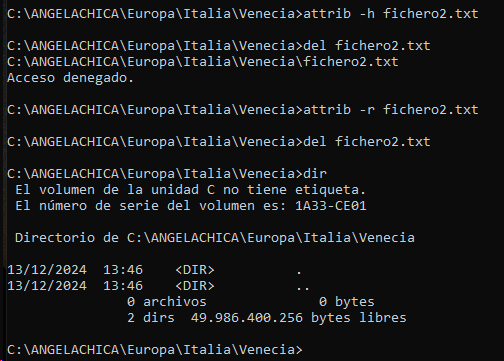 C:\ANGELACHICA\Europa\Italia\Venecia>attrib -h fichero2.txt
C:\ANGELACHICA\Europa\Italia\Venecia>del fichero2.txt
C:\ANGELACHICA\Europa\Italia\Venecia\fichero2.txt
Acceso denegado.
C:\ANGELACHICA\Europa\Italia\Venecia>attrib -r fichero2.txt
C:\ANGELACHICA\Europa\Italia\Venecia>del fichero2.txt
C:\ANGELACHICA\Europa\Italia\Venecia>dir
 El volumen de la unidad C no tiene etiqueta.
 El número de serie del volumen es: 1A33-CE01
 Directorio de C:\ANGELACHICA\Europa\Italia\Venecia
13/12/2024  13:46    <DIR>          .
13/12/2024  13:46    <DIR>          ..
               0 archivos              0 bytes
               2 dirs  49.986.400.256 bytes libres
C:\ANGELACHICA\Europa\Italia\Venecia>